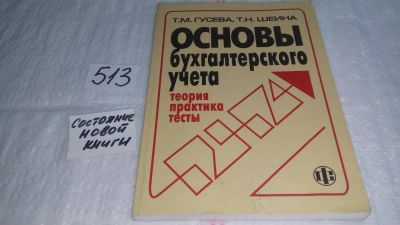 Т.М. ГУСЕВА, Т.Н. ШЕИНА
ОСНОВЫ
бухгалтерского
учета
теория
практика
тесты
513
Состояние
новой
книги